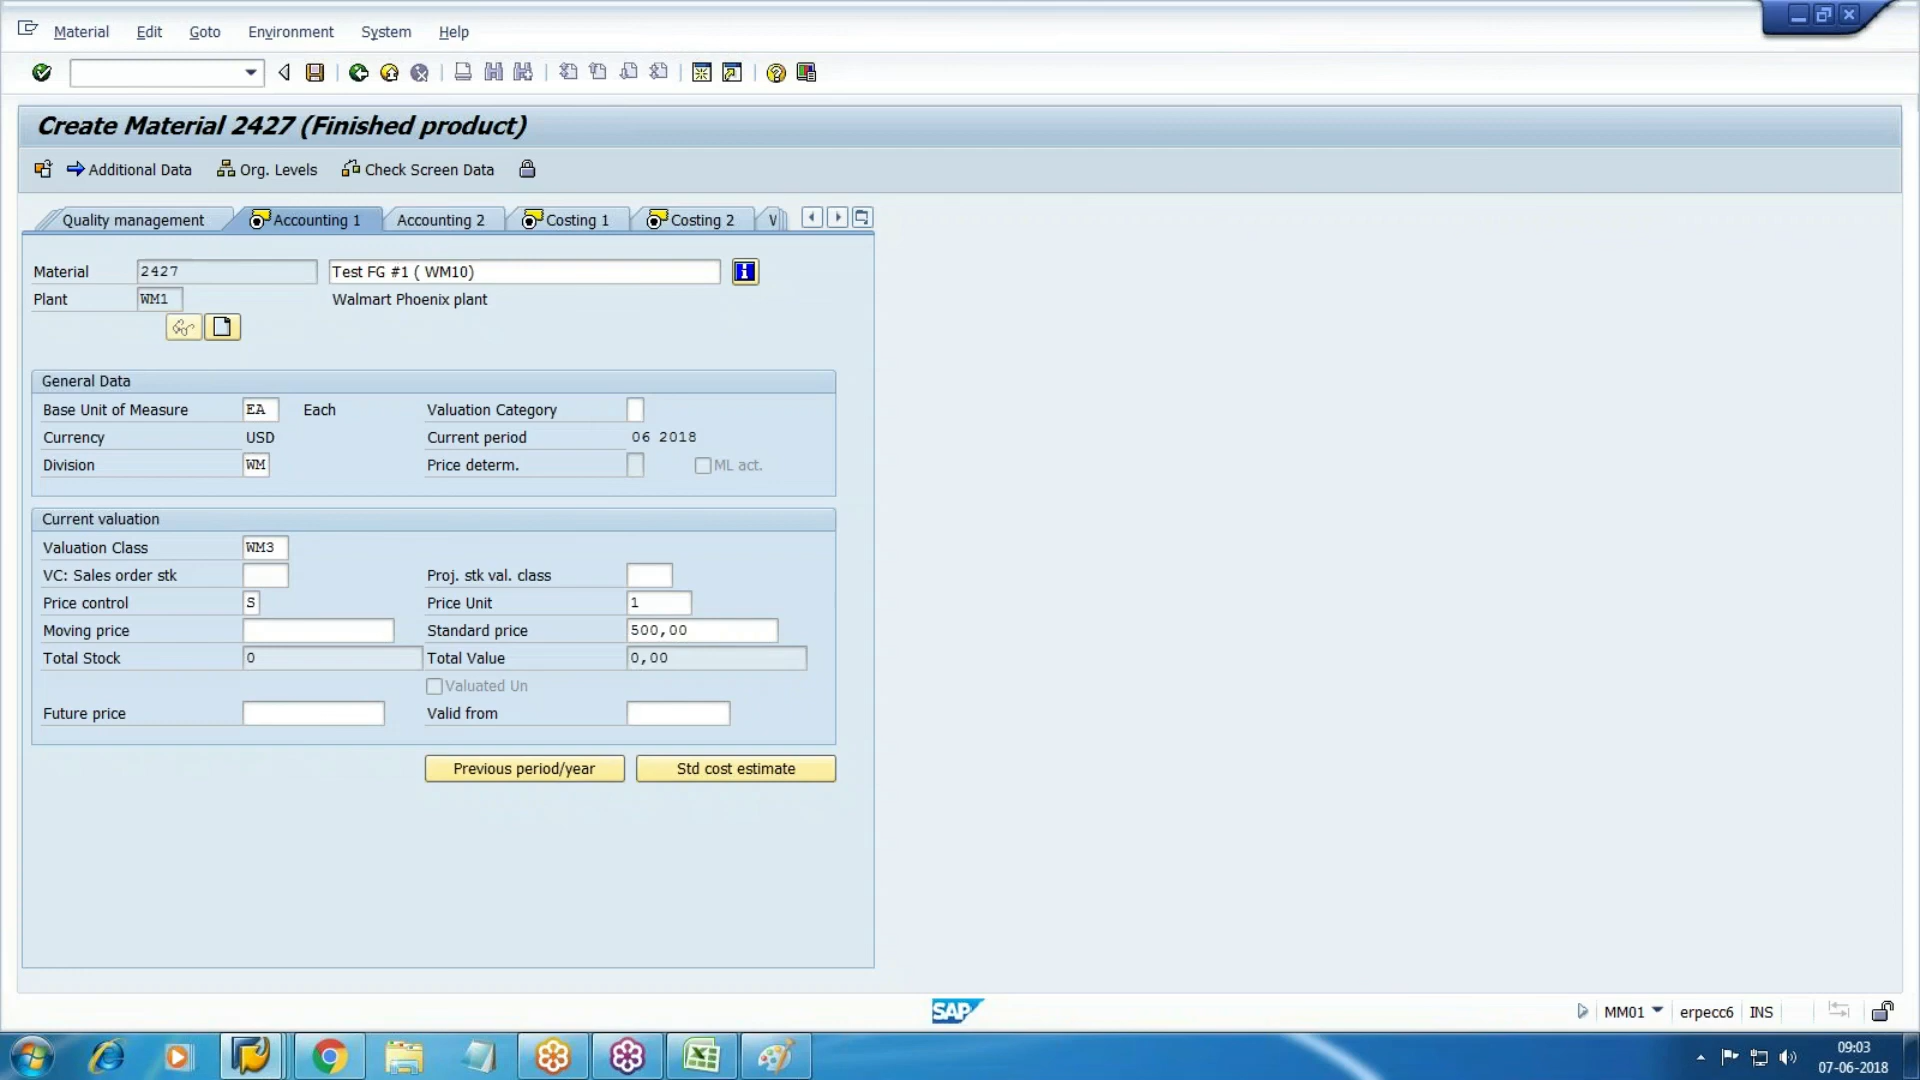 Material Edit Goto Environment System Help
Create Material 2427 (Finished product)
Additional Data Org. Levels Check Screen Data
Quality management Accounting 1 Accounting 2 Costing 1 Costing 2
Material 2427 Test FG #1 ( WM10)
Plant WM1 Walmart Phoenix plant
General Data
Base Unit of Measure EA Each Valuation Category
Currency USD Current period 06 2018
Division WM Price determ. ML act.
Current valuation
Valuation Class WM3
VC: Sales order stk Proj. stk val. class
Price control S Price Unit 1
Moving price Standard price 500,00
Total Stock 0 Total Value 0,00
Valuated Un
Future price Valid from
Previous period/year Std cost estimate
SAP MM01 erpecc6 INS
09:03
07-06-2018